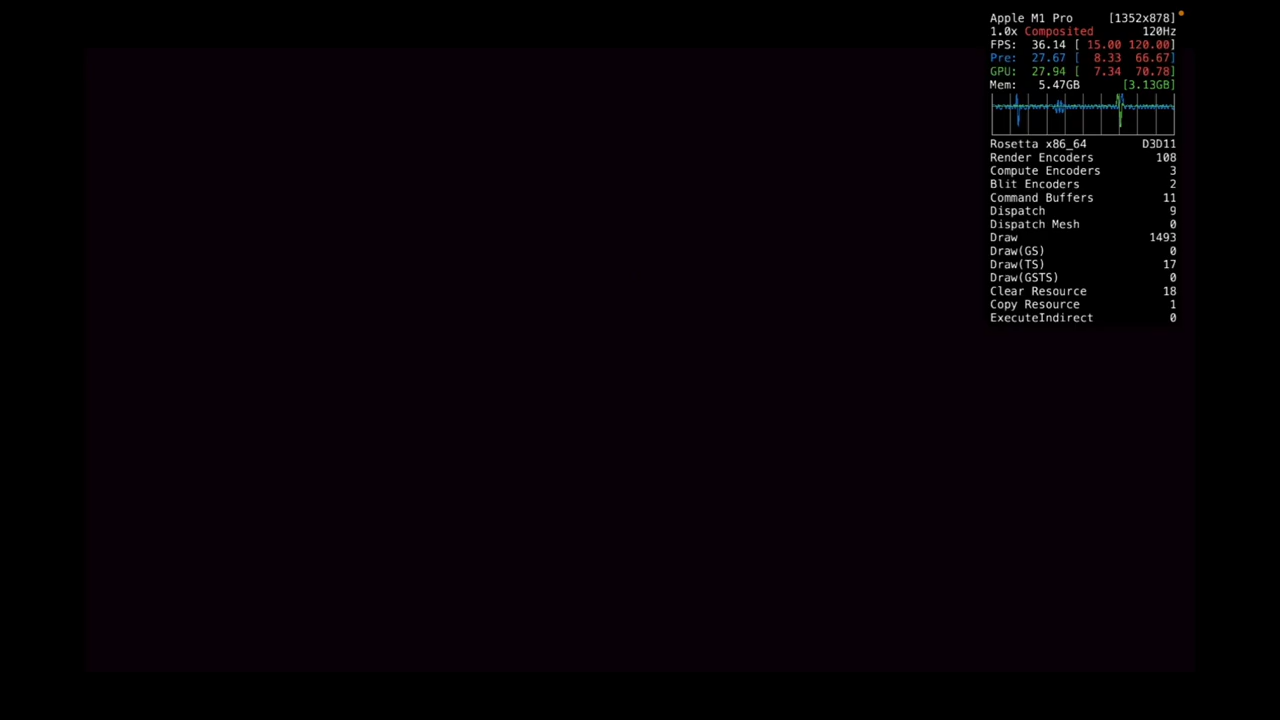 Apple M1 Pro [1352x878]
1.0x Composited 120Hz
FPS: 36.14 [ 15.00 120.00]
Pre: 27.67 [ 8.33 66.67]
GPU: 27.94 [ 7.34 70.78]
Mem: 5.47GB [3.13GB]
Rosetta x86_64 D3D11
Render Encoders 108
Compute Encoders 3
Blit Encoders 2
Command Buffers 11
Dispatch 9
Dispatch Mesh 0
Draw 1493
Draw(GS) 0
Draw(TS) 17
Draw(GSTS) 0
Clear Resource 18
Copy Resource 1
ExecuteIndirect 0